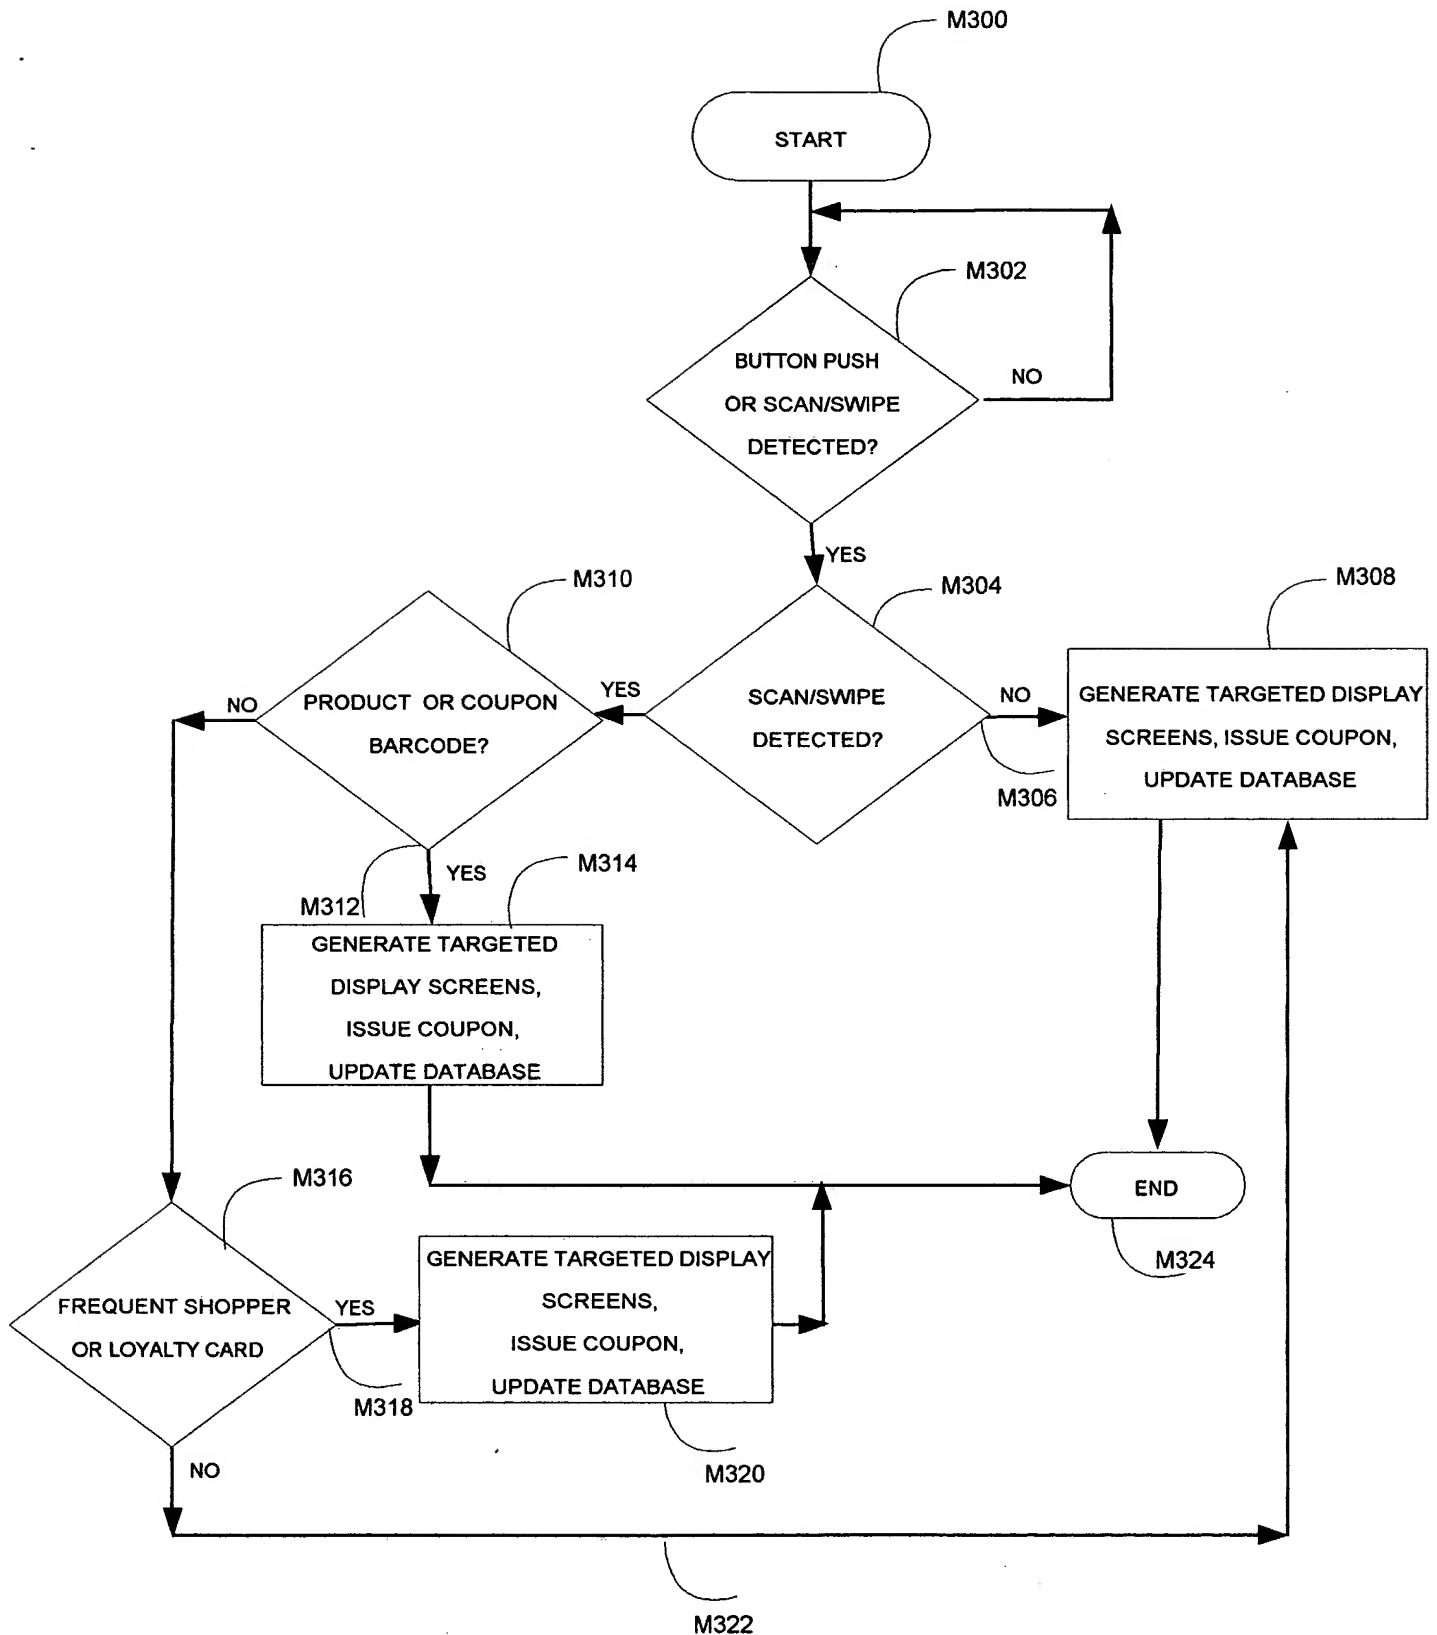 M300
START
M302
BUTTON PUSH
OR SCAN/SWIPE
DETECTED?
NO
YES
M304
SCAN/SWIPE
DETECTED?
YES
NO
M306
M308
GENERATE TARGETED DISPLAY
SCREENS, ISSUE COUPON,
UPDATE DATABASE
M310
PRODUCT OR COUPON
BARCODE?
NO
YES
M312
M314
GENERATE TARGETED
DISPLAY SCREENS,
ISSUE COUPON,
UPDATE DATABASE
M316
FREQUENT SHOPPER
OR LOYALTY CARD
YES
M318
NO
GENERATE TARGETED DISPLAY
SCREENS,
ISSUE COUPON,
UPDATE DATABASE
M320
END
M324
M322